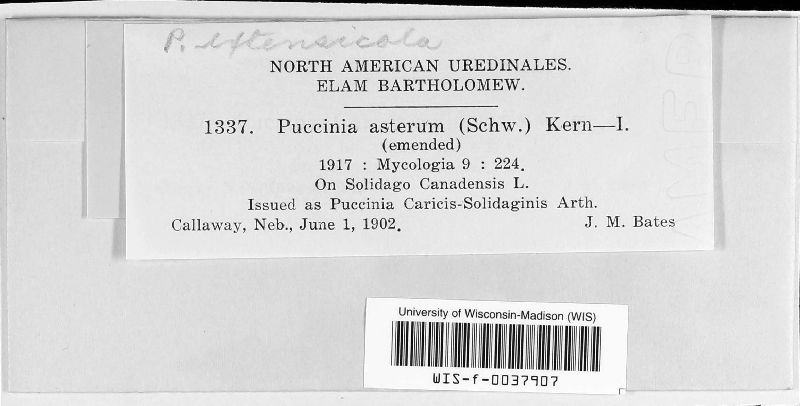 P. extensicola
NORTH AMERICAN UREDINALES.
ELAM BARTHOLOMEW.
1337. Puccinia asterum (Schw.) Kern—I.
(emended)
1917 : Mycologia 9 : 224.
On Solidago Canadensis L.
Issued as Puccinia Caricis-Solidaginis Arth.
Callaway, Neb., June 1, 1902. J. M. Bates
University of Wisconsin-Madison (WIS)
WIS-f-0037907